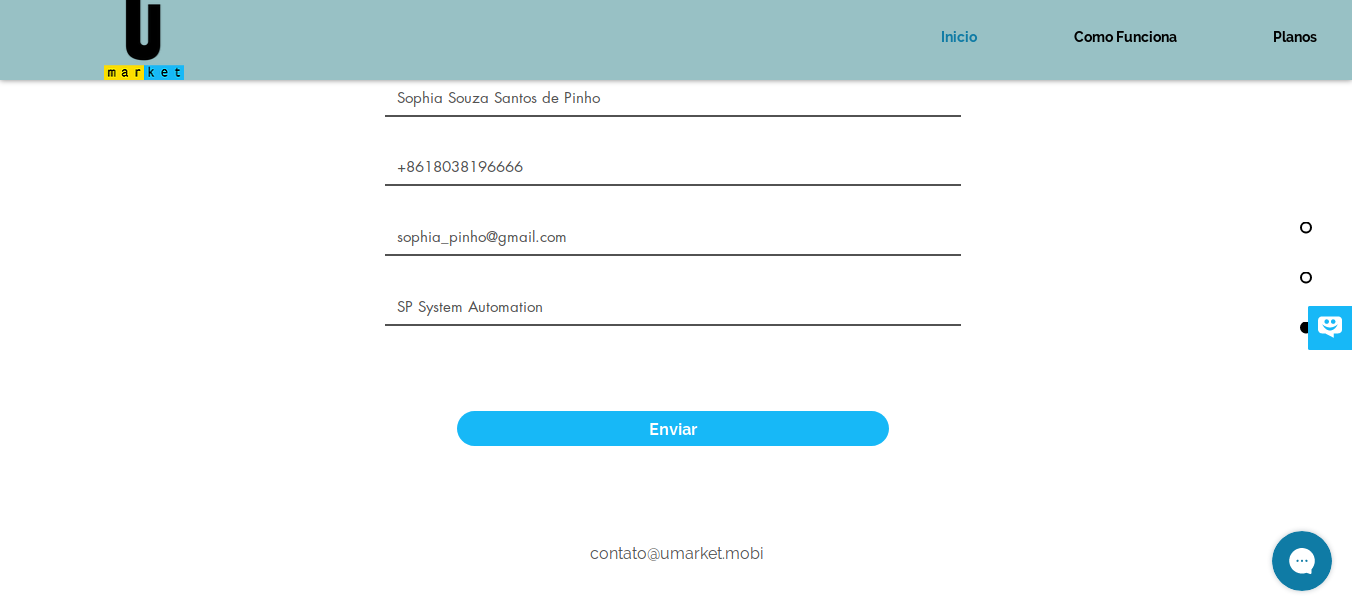 U
market
Inicio
Como Funciona
Planos
Sophia Souza Santos de Pinho
+8618038196666
sophia_pinho@gmail.com
SP System Automation
Enviar
contato@umarket.mobi